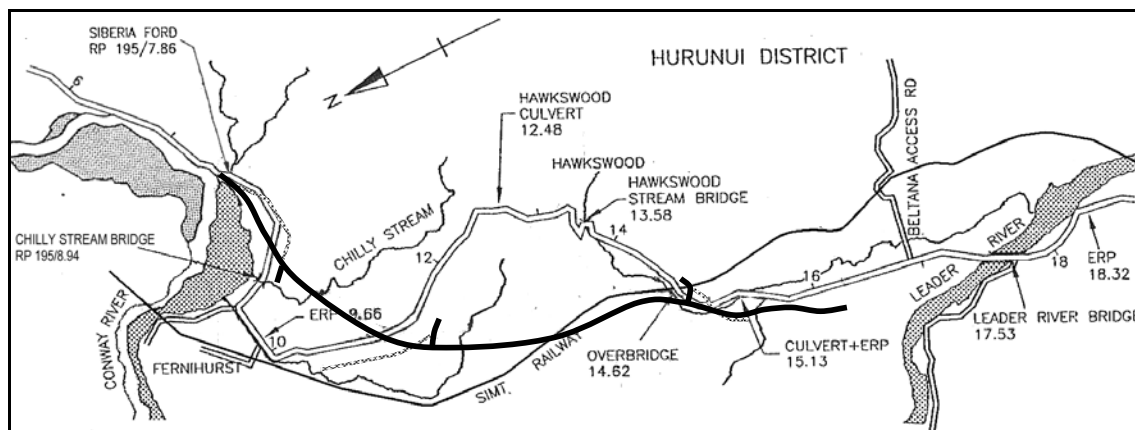 SIBERIA FORD
RP 195/7.86
6
N
HURUNUI DISTRICT
HAWKSWOOD
CULVERT
12.48
HAWKSWOOD
HAWKSWOOD
STREAM BRIDGE
13.58
BELTANA ACCESS RD
CHILLY STREAM BRIDGE
RP 195/8.94
CHILLY STREAM
12
14
16
LEADER RIVER
18
ERP
18.32
CONWAY RIVER
ERP 9.66
10
FERNIHURST
SIMT. RAILWAY
OVERBRIDGE
14.62
CULVERT+ERP
15.13
LEADER RIVER BRIDGE
17.53